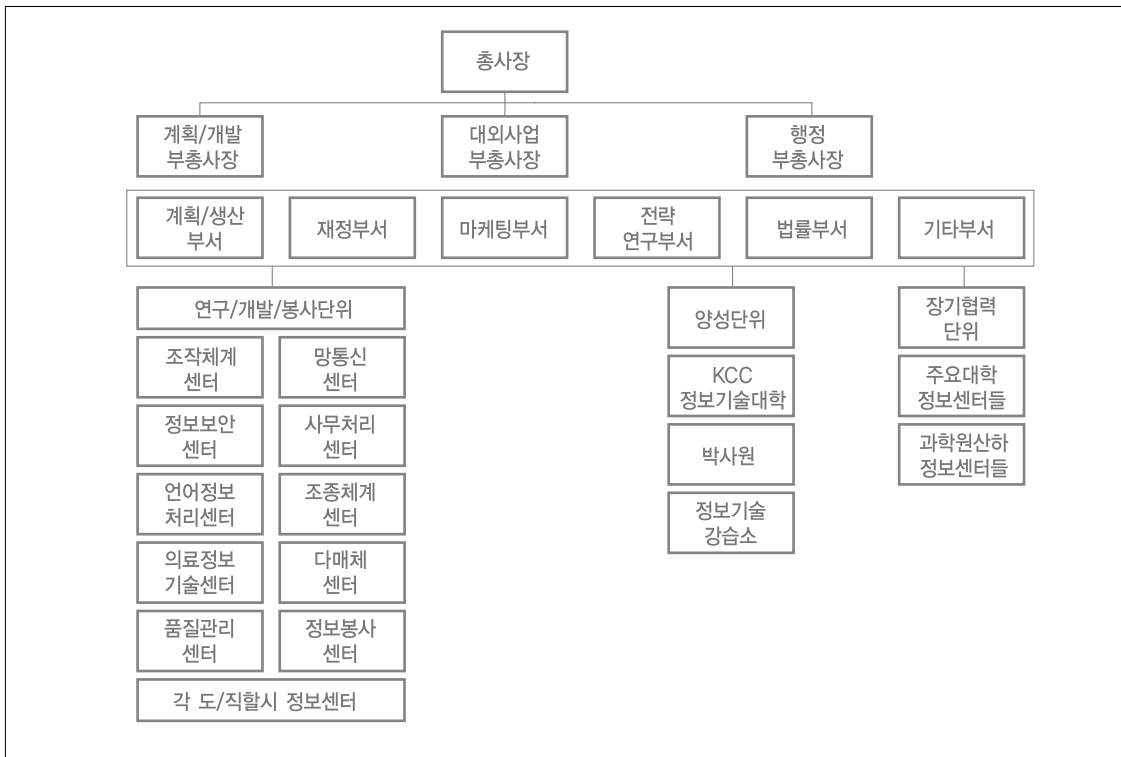 총사장
계획/개발
부총사장
대외사업
부총사장
행정
부총사장
계획/생산
부서
재정부서
마케팅부서
전략
연구부서
법률부서
기타부서
연구/개발/봉사단위
조작체계
센터
망통신
센터
정보보안
센터
사무처리
센터
언어정보
처리센터
조종체계
센터
의료정보
기술센터
다매체
센터
품질관리
센터
정보봉사
센터
각 도/직할시 정보센터
양성단위
KCC
정보기술대학
박사원
정보기술
강습소
장기협력
단위
주요대학
정보센터들
과학원산하
정보센터들